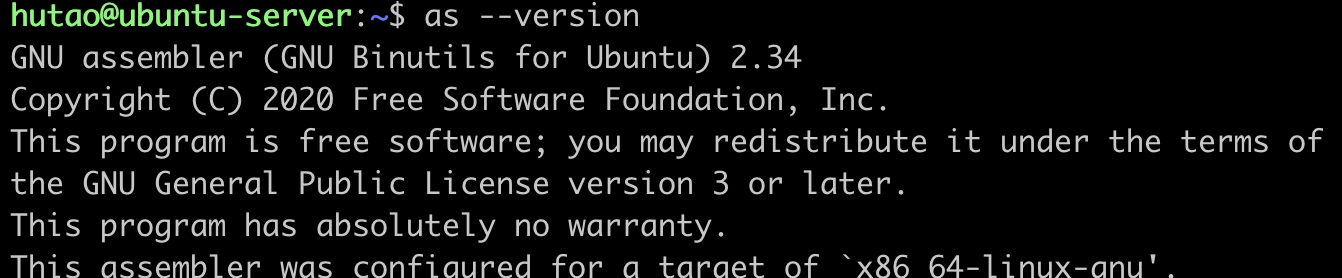 hutao@ubuntu-server:~$ as --version
GNU assembler (GNU Binutils for Ubuntu) 2.34
Copyright (C) 2020 Free Software Foundation, Inc.
This program is free software; you may redistribute it under the terms of
the GNU General Public License version 3 or later.
This program has absolutely no warranty.
This assembler was configured for a target of `x86_64-linux-gnu'.